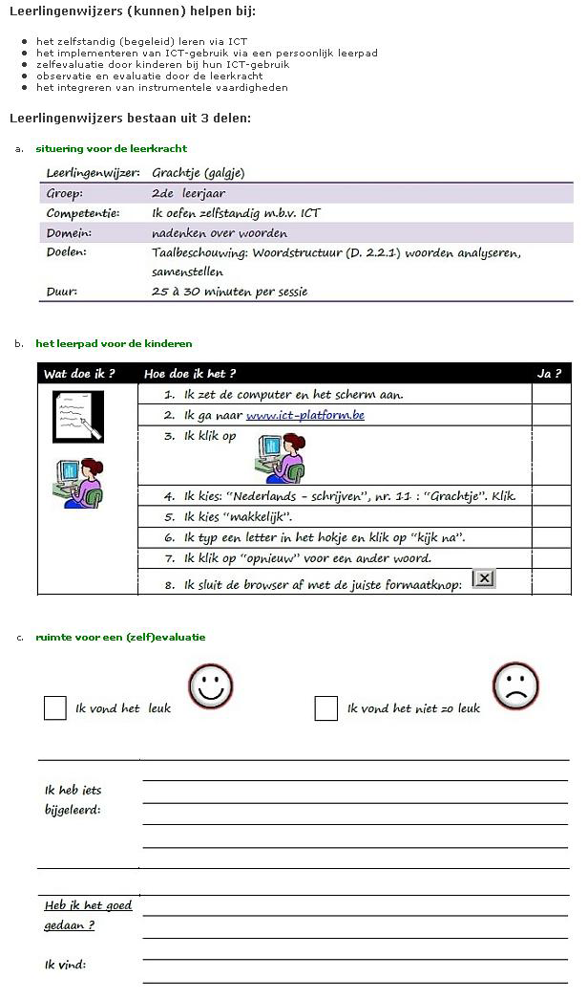 Leerlingenwijzers (kunnen) helpen bij:
• het zelfstandig (begeleid) leren via ICT
• het implementeren van ICT-gebruik via een persoonlijk leerpad
• zelfevaluatie door kinderen bij hun ICT-gebruik
• observatie en evaluatie door de leerkracht
• het integreren van instrumentele vaardigheden
Leerlingenwijzers bestaan uit 3 delen:
a. situering voor de leerkracht
Leerlingenwijzer: Grachtje (galgje)
Groep: 2de leerjaar
Competentie: Ik oefen zelfstandig m.b.v. ICT
Domein: nadenken over woorden
Doelen: Taalbeschouwing: Woordstructuur (D. 2.2.1) woorden analyseren,
samenstellen
Duur: 25 à 30 minuten per sessie
b. het leerpad voor de kinderen
Wat doe ik ? Hoe doe ik het ? Ja ?
1. Ik zet de computer en het scherm aan.
2. Ik ga naar www.ict-platform.be
3. Ik klik op
4. Ik kies: “Nederlands - schrijven”, nr. 11 : “Grachtje”. Klik.
5. Ik kies “makkelijk”.
6. Ik typ een letter in het hokje en klik op “kijk na”.
7. Ik klik op “opnieuw” voor een ander woord.
8. Ik sluit de browser af met de juiste formaatknop:
c. ruimte voor een (zelf)evaluatie
Ik vond het leuk Ik vond het niet zo leuk
Ik heb iets
bijgeleerd:
Heb ik het goed
gedaan ?
Ik vind: